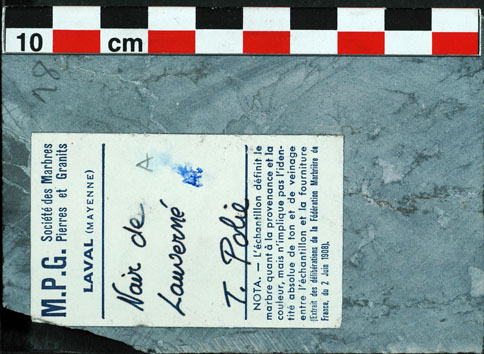 10 cm
18
M.P.G. Société des Marbres
Pierres et Granits
LAVAL (MAYENNE)
Noir de
A
Lauverné
T. Polie
NOTA. — L'échantillon définit le
marbre quant à la provenance et la
couleur, mais n'implique pas l'iden-
tité absolue de ton et de veinage
entre l'échantillon et la fourniture
(Extrait des délibérations de la Fédération Marbrière de
France, du 2 Juin 1908).